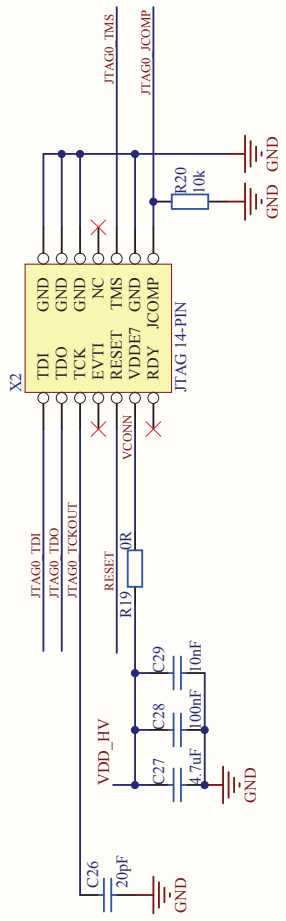 X2
TDI GND
TDO GND
TCK GND
EVTI NC
RESET TMS
VDDE7 GND
RDY JCOMP
JTAG 14-PIN
JTAG0_TMS
JTAG0_JCOMP
R20
10k
GND
GND
JTAG0_TDI
JTAG0_TDO
JTAG0_TCKOUT
RESET
VCONN
R19 0R
VDD_HV
C29
10nF
C28
100nF
C27
4.7uF
GND
C26
20pF
GND